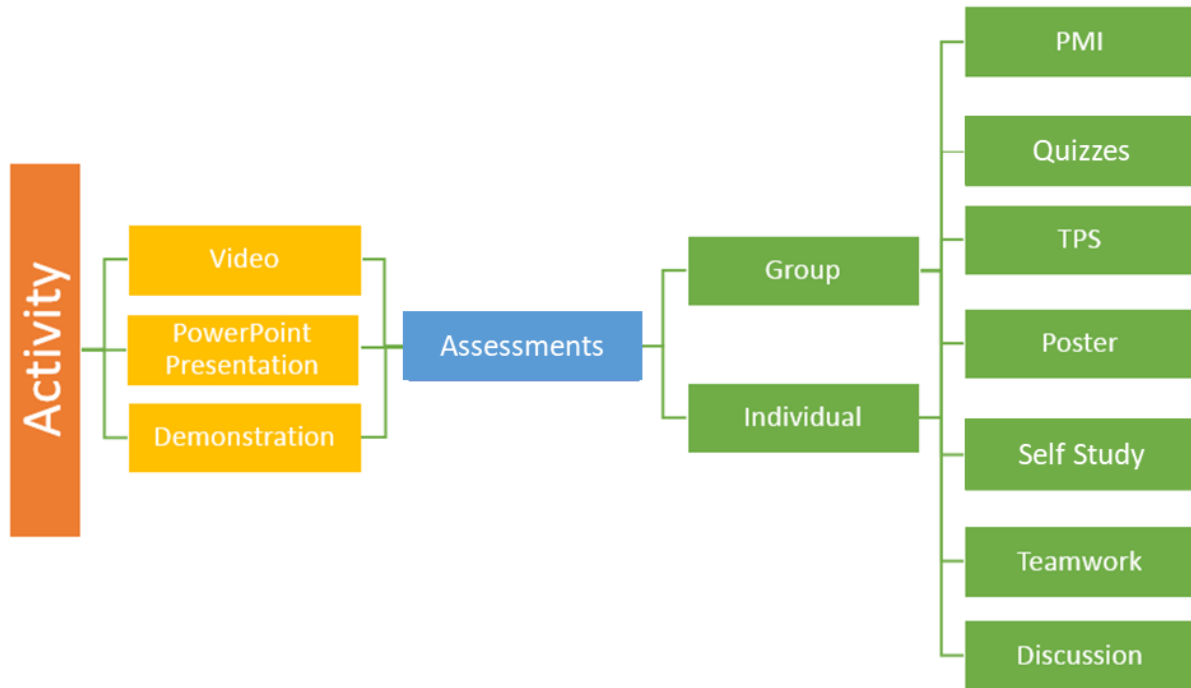 Activity
Video
PowerPoint
Presentation
Demonstration
Assessments
Group
Individual
PMI
Quizzes
TPS
Poster
Self Study
Teamwork
Discussion